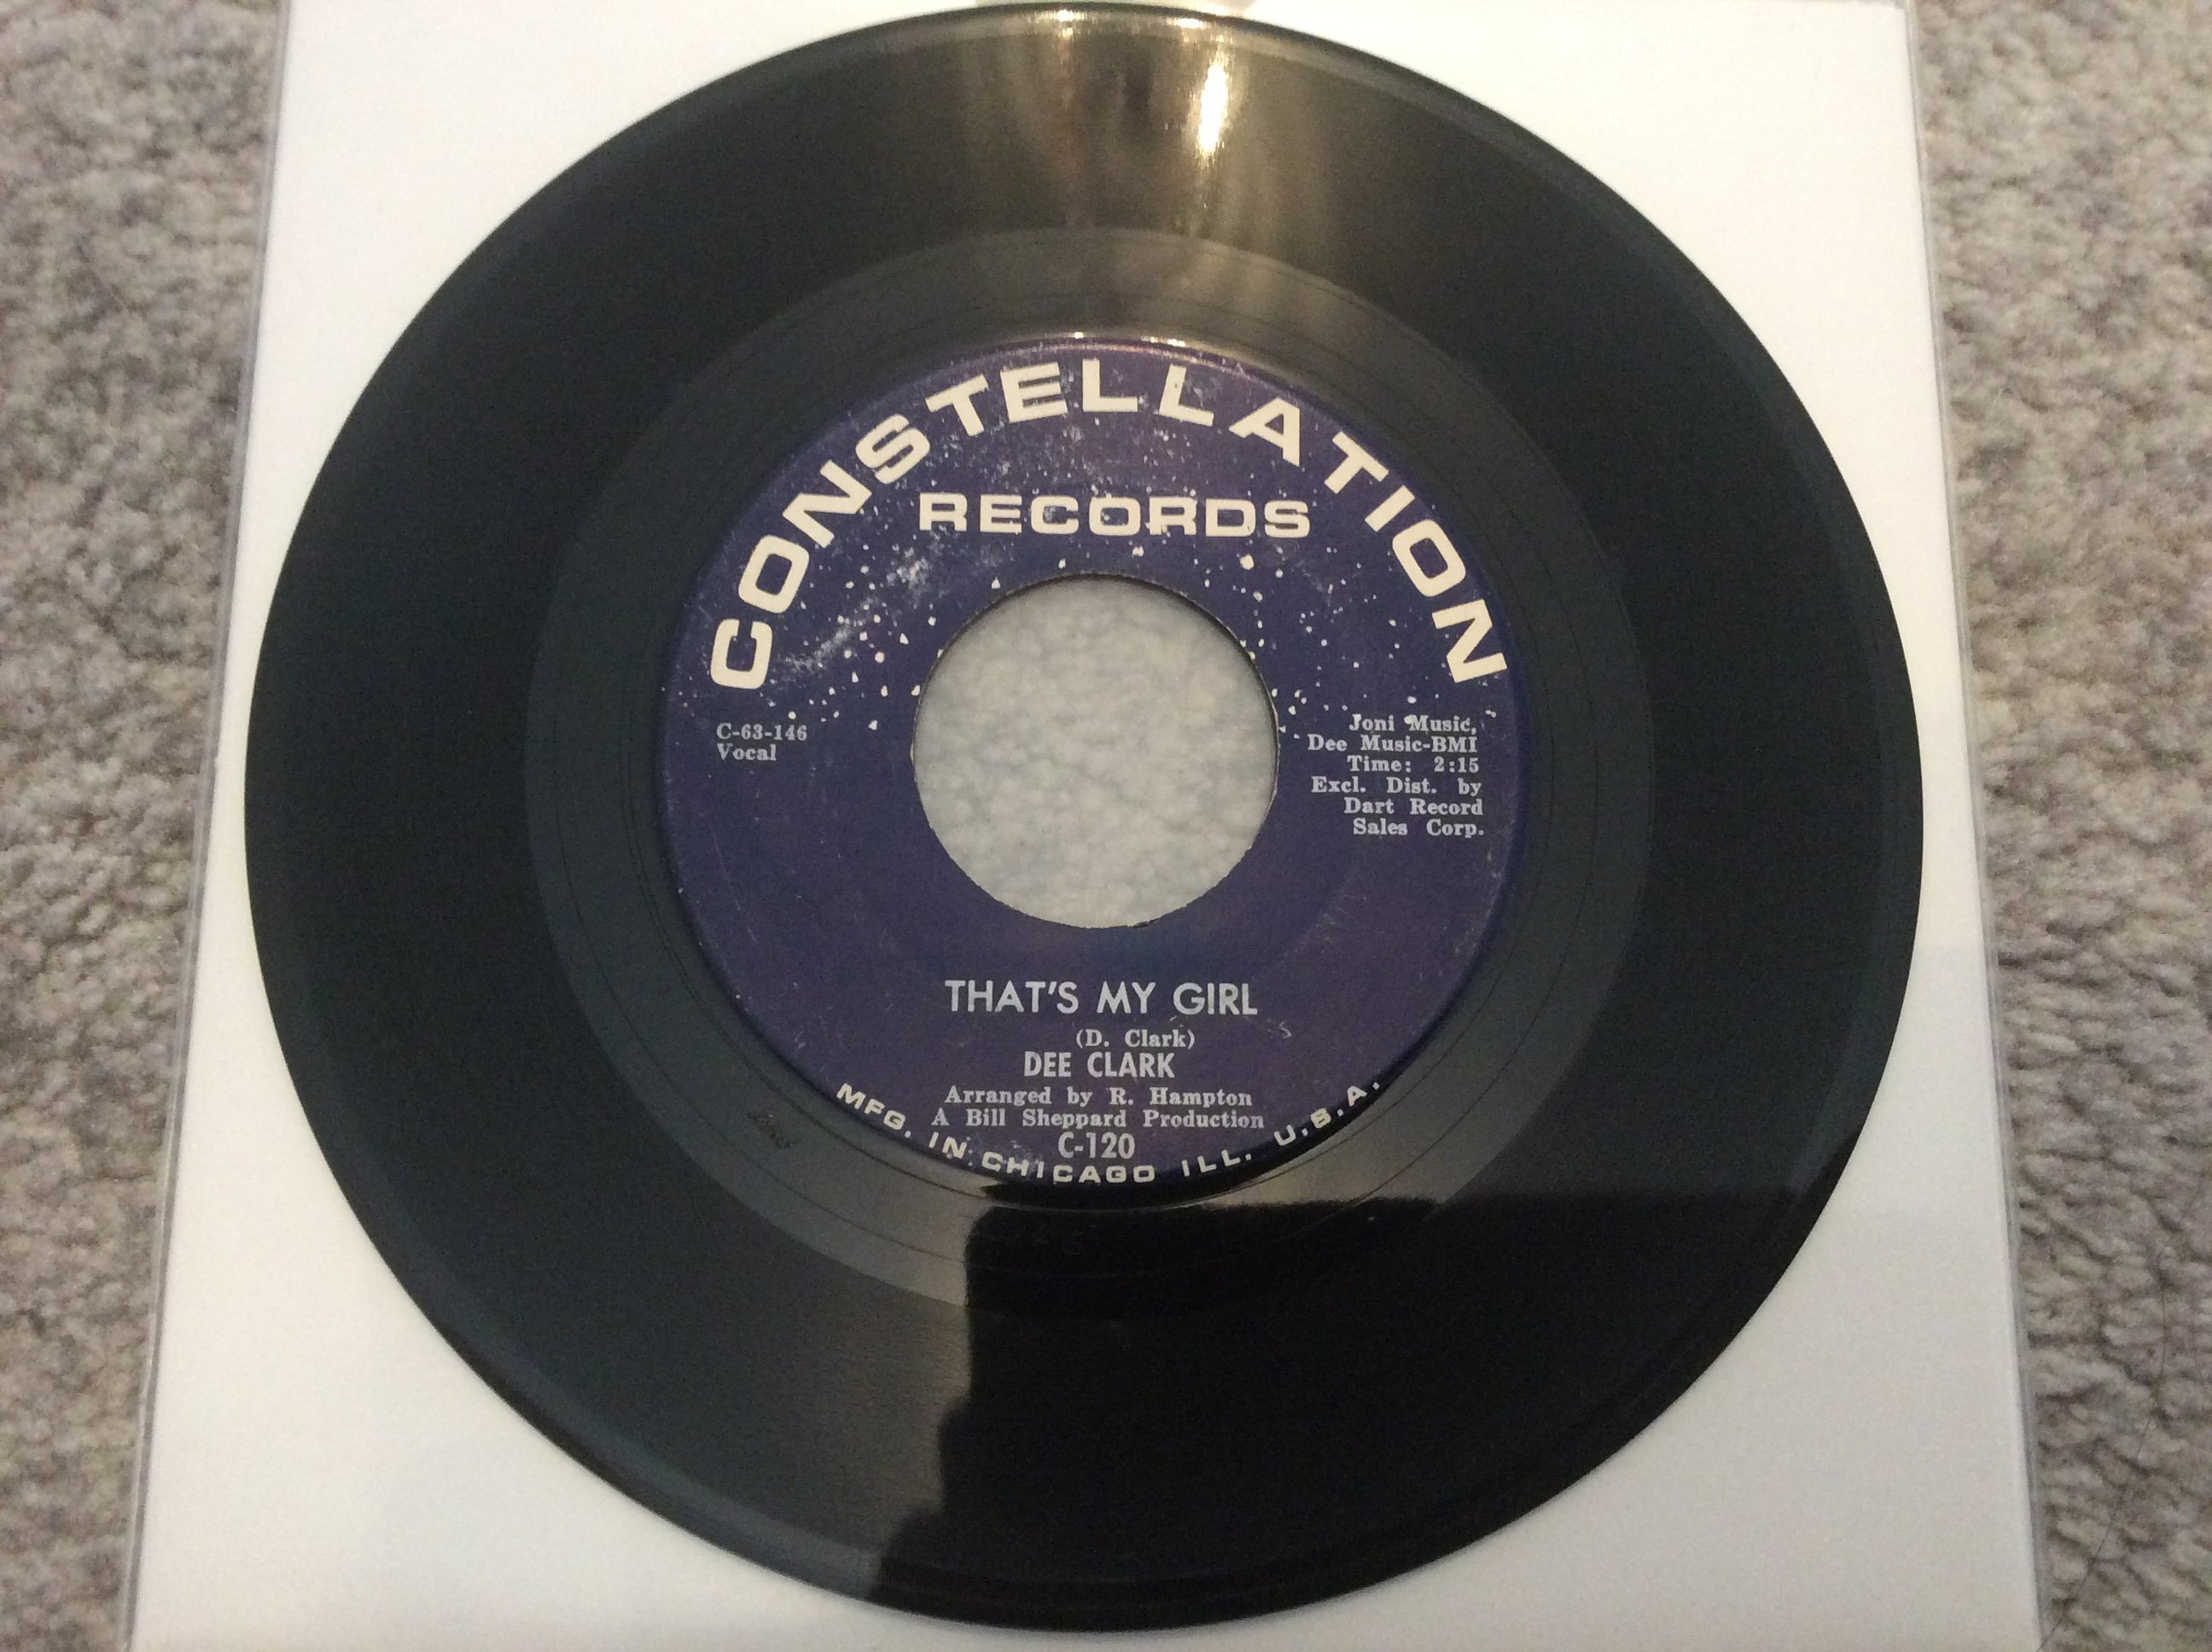 CONSTELLATION
RECORDS
C-63-146
Vocal
Joni Music,
Dee Music-BMI
Time: 2:15
Excl. Dist. by
Dart Record
Sales Corp.
THAT'S MY GIRL
(D. Clark)
DEE CLARK
Arranged by R. Hampton
A Bill Sheppard Production
C-120
MFG. IN CHICAGO ILL. U.S.A.